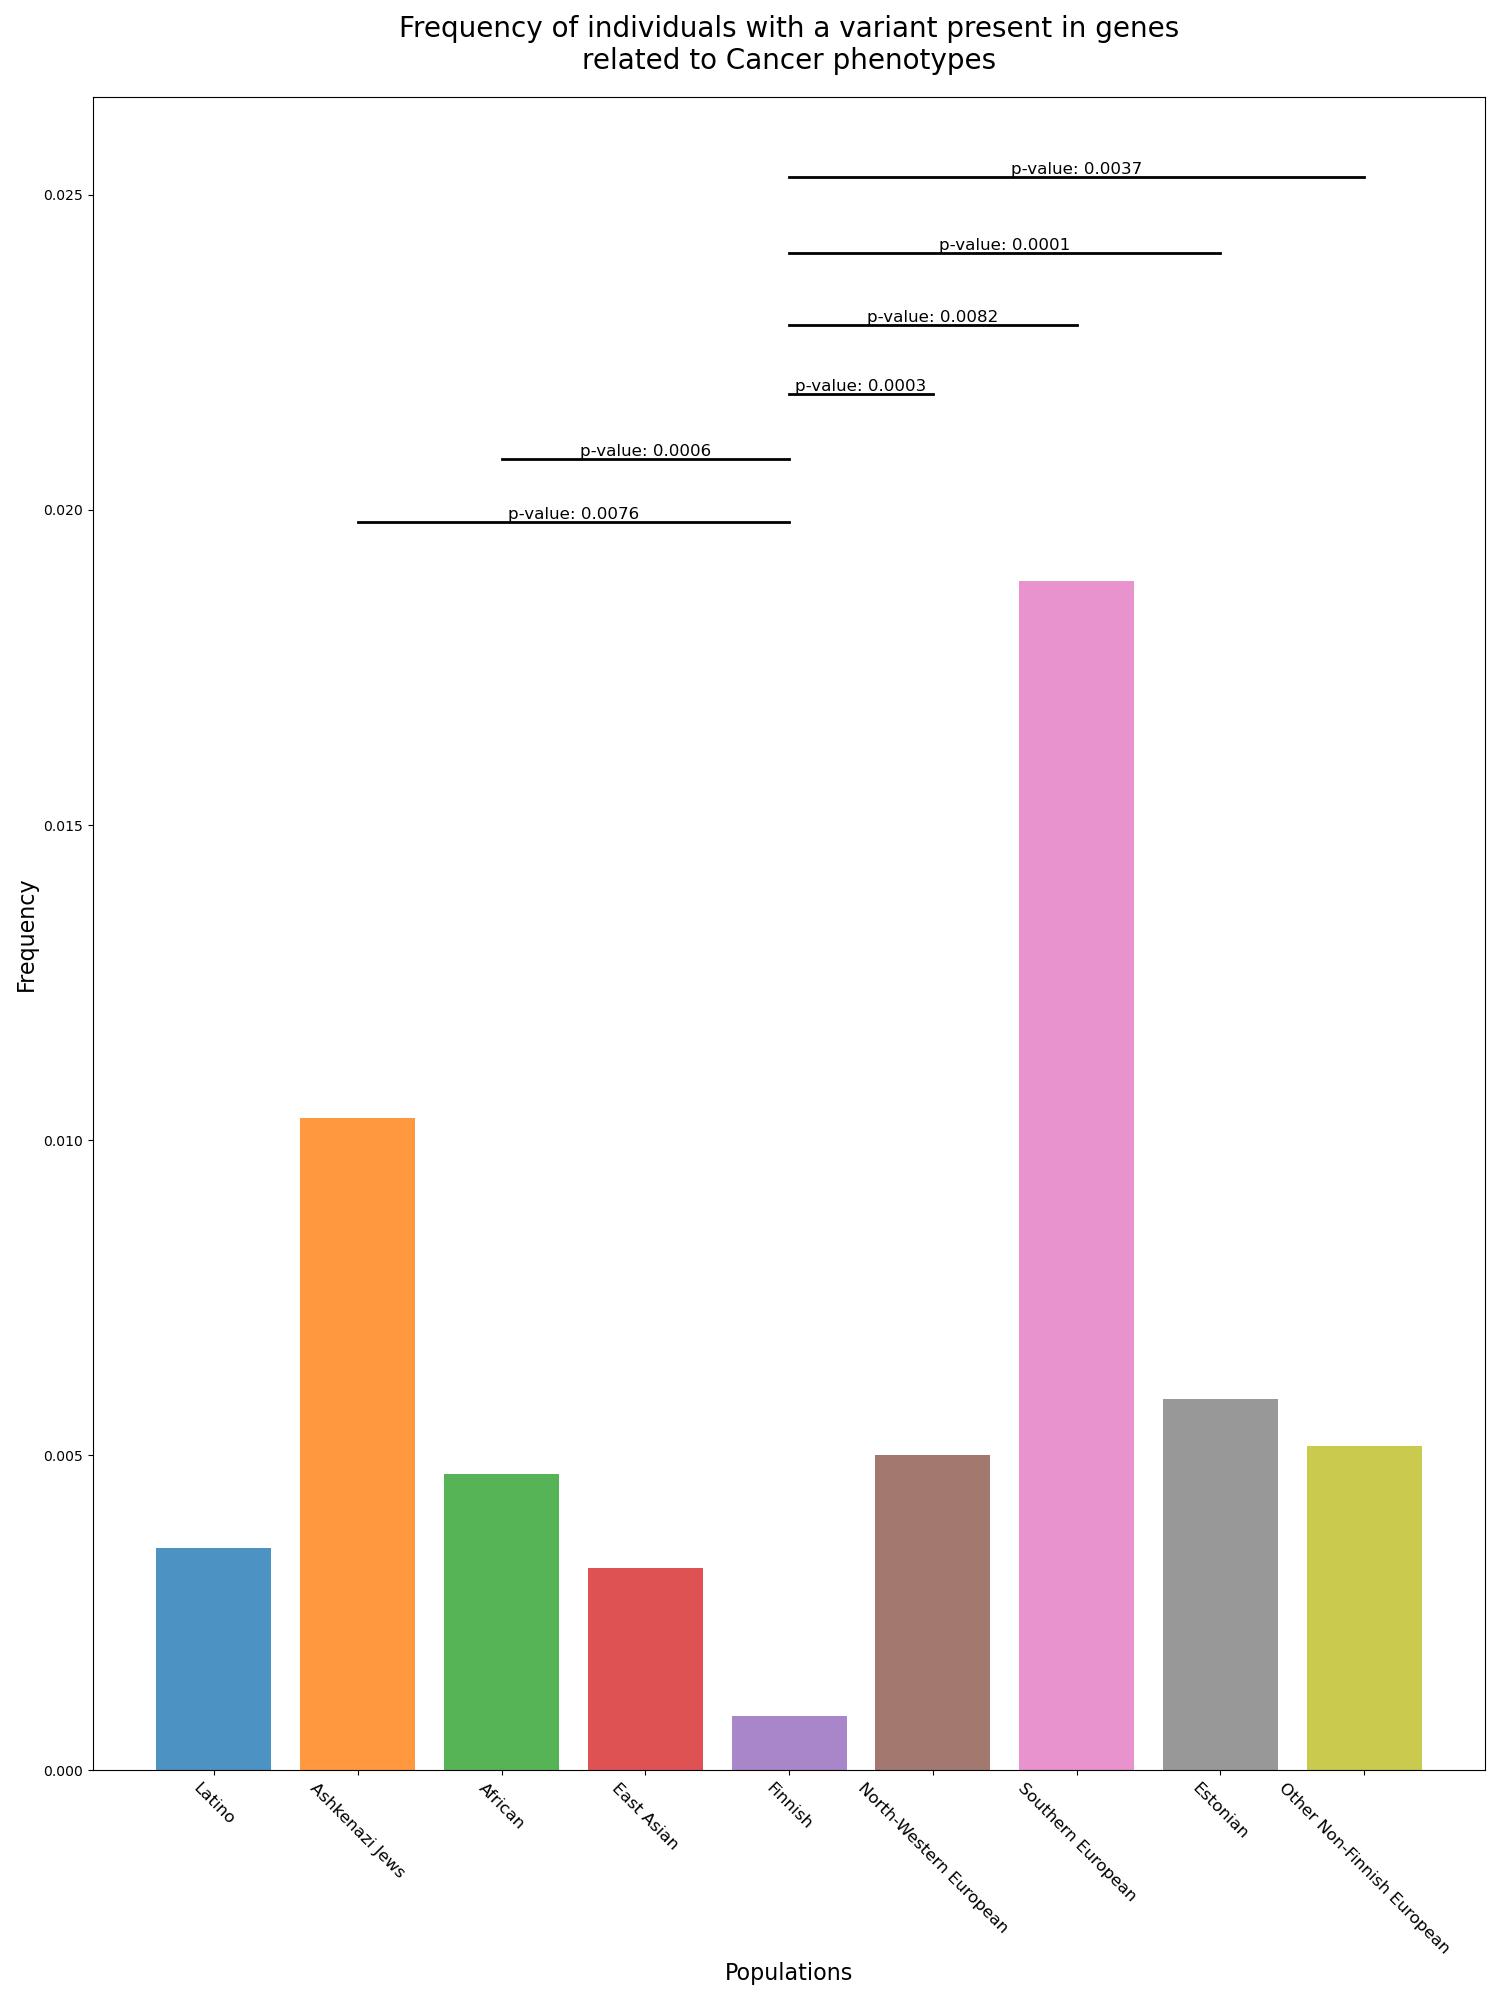 Frequency of individuals with a variant present in genes
related to Cancer phenotypes
p-value: 0.0037
p-value: 0.0001
p-value: 0.0082
p-value: 0.0003
p-value: 0.0006
p-value: 0.0076
0.025
0.020
0.015
0.010
0.005
0.000
Frequency
Latino
Ashkenazi Jews
African
East Asian
Finnish
North-Western European
Southern European
Estonian
Other Non-Finnish European
Populations